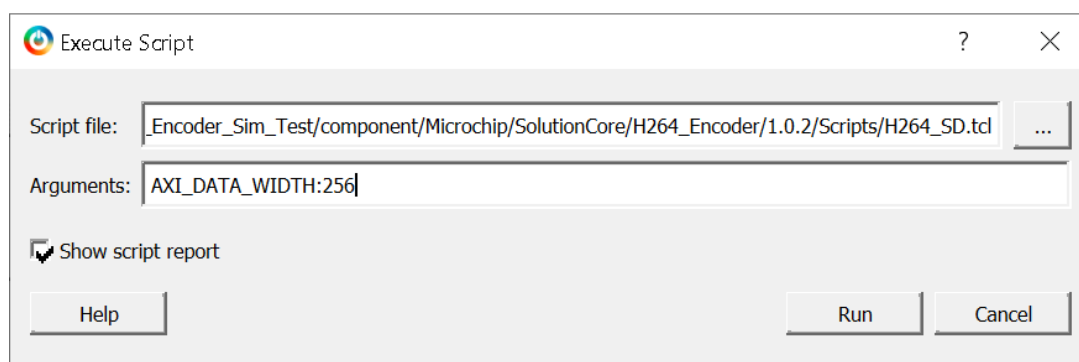 Execute Script ?
Script file: _Encoder_Sim_Test/component/Microchip/SolutionCore/H264_Encoder/1.0.2/Scripts/H264_SD.tcl ...
Arguments: AXI_DATA_WIDTH:256
Show script report
Help Run Cancel